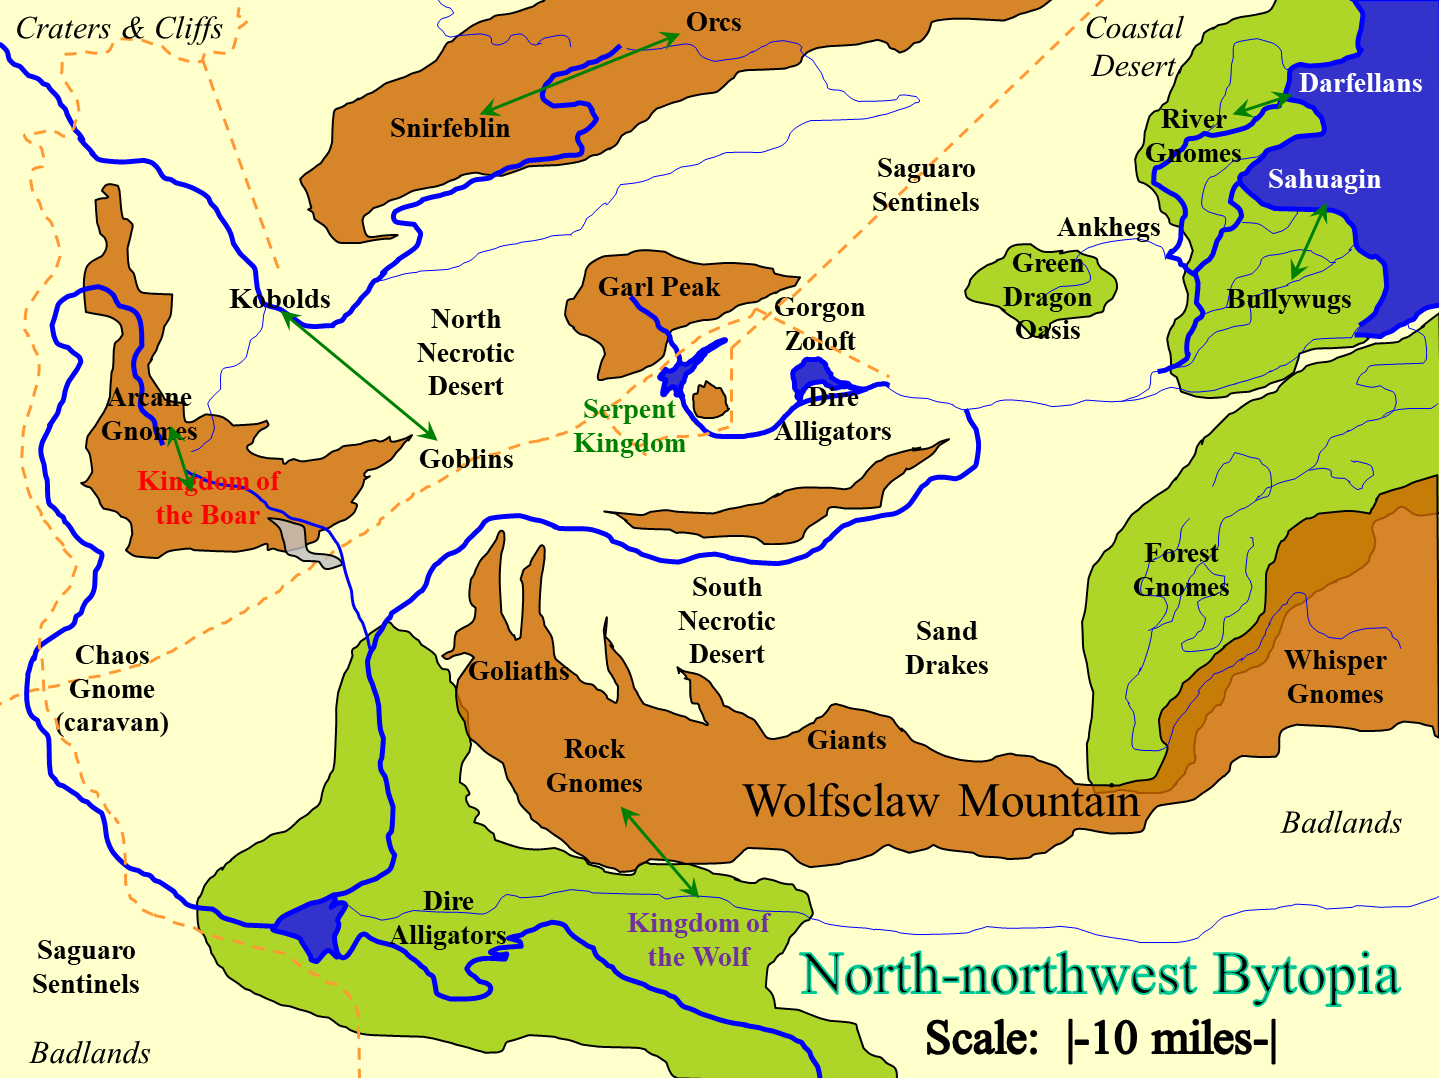 Craters & Cliffs
Orcs
Coastal
Desert
Darfellans
Snirfeblin
River
Gnomes
Saguaro
Sentinels
Sahuagin
Ankhegs
Green
Dragon
Oasis
Garl Peak
Kobolds
North
Necrotic
Desert
Gorgon
Zoloft
Bullywugs
Arcane
Gnomes
Serpent
Kingdom
Dire
Alligators
Goblins
Kingdom of
the Boar
Forest
Gnomes
South
Necrotic
Desert
Sand
Drakes
Chaos
Gnome
(caravan)
Goliaths
Whisper
Gnomes
Rock
Gnomes
Giants
Wolfsclaw Mountain
Badlands
Dire
Alligators
Kingdom of
the Wolf
Saguaro
Sentinels
North-northwest Bytopia
Scale: |-10 miles-|
Badlands